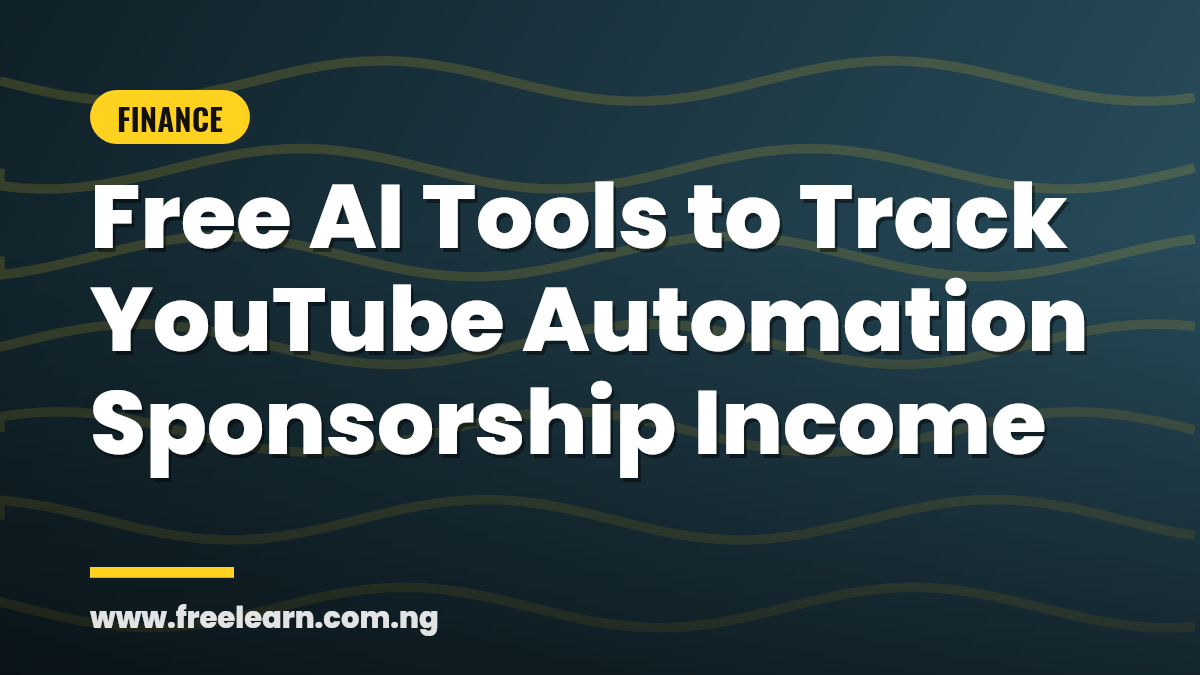 FINANCE
Free AI Tools to Track
YouTube Automation
Sponsorship Income
www.freelearn.com.ng